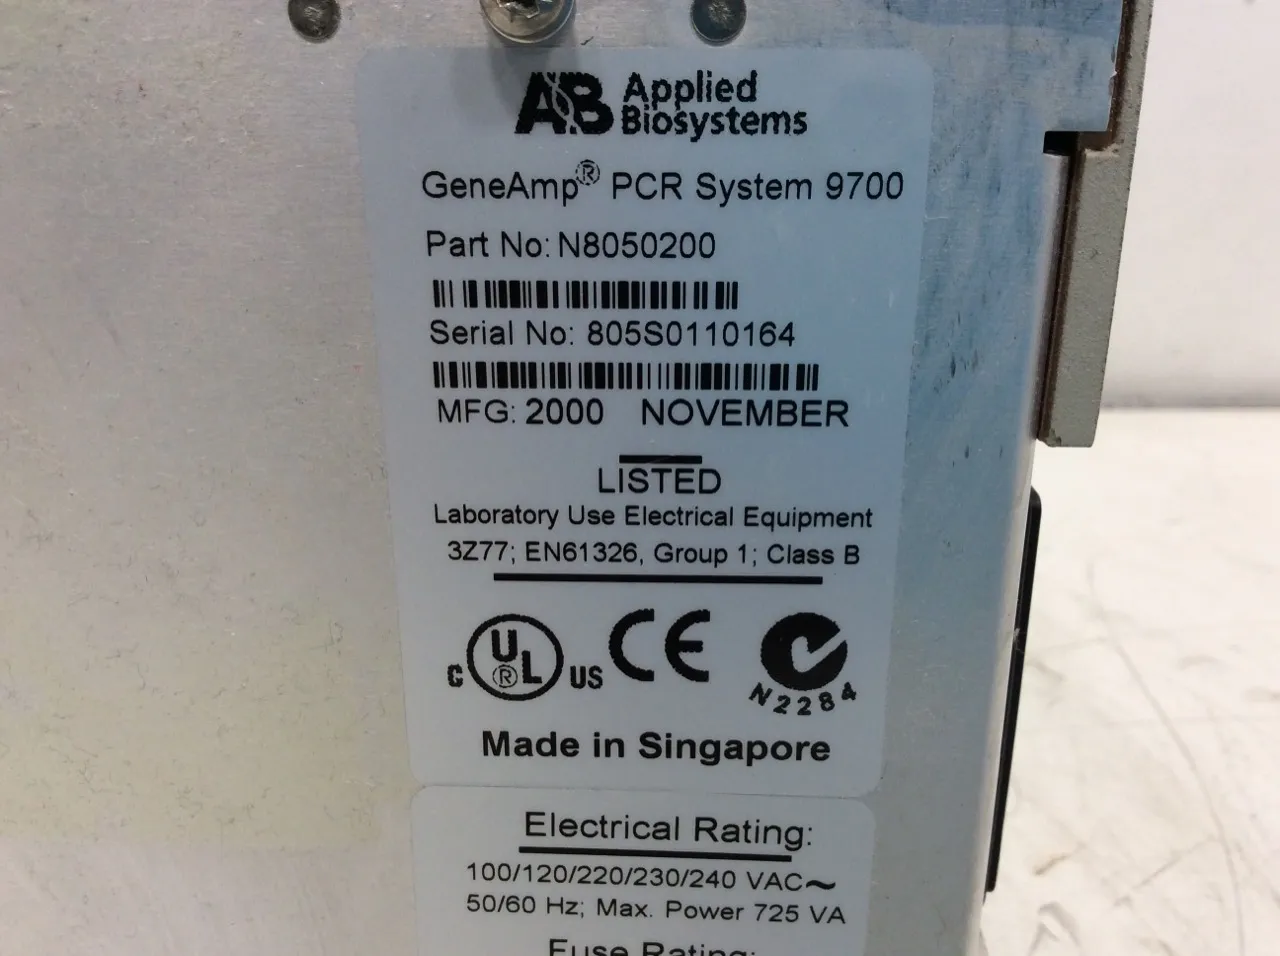 AB Applied
Biosystems
GeneAmp® PCR System 9700
Part No: N8050200
Serial No: 805S0110164
MFG: 2000 NOVEMBER
LISTED
Laboratory Use Electrical Equipment
3Z77; EN61326, Group 1; Class B
C UL® US CE N2284
Made in Singapore
Electrical Rating:
100/120/220/230/240 VAC~
50/60 Hz; Max. Power 725 VA
Fuse Rating: